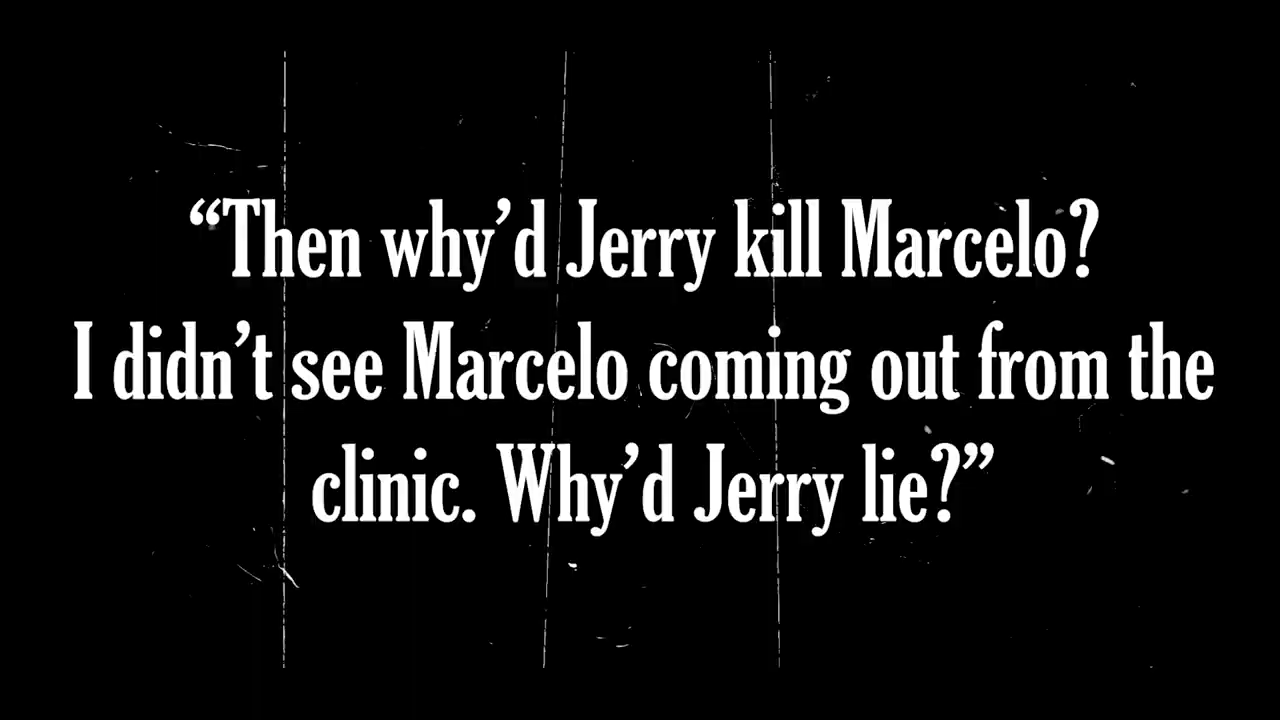 “Then why’d Jerry kill Marcelo?
I didn’t see Marcelo coming out from the
clinic. Why’d Jerry lie?”